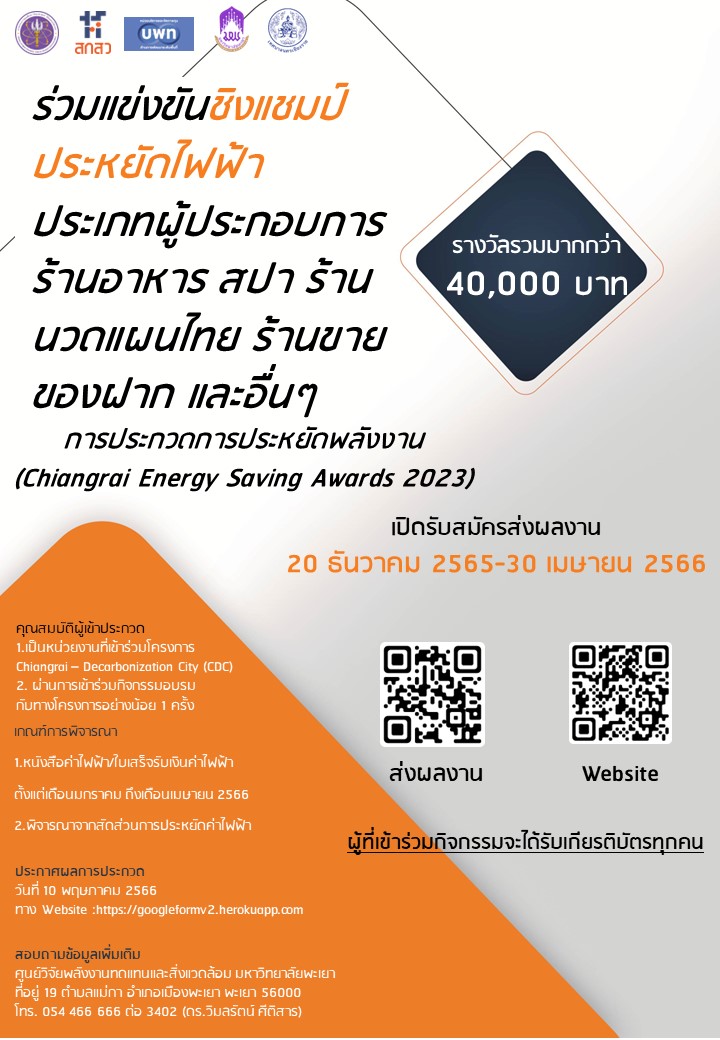 สกสว
บพท
ร่วมแข่งขันชิงแชมป์
ประหยัดไฟฟ้า
ประเภทผู้ประกอบการ
ร้านอาหาร สปา ร้าน
นวดแผนไทย ร้านขาย
ของฝาก และอื่นๆ
การประกวดการประหยัดพลังงาน
(Chiangrai Energy Saving Awards 2023)
รางวัลรวมมากกว่า
40,000 บาท
เปิดรับสมัครส่งผลงาน
20 ธันวาคม 2565-30 เมษายน 2566
คุณสมบัติผู้เข้าประกวด
1.เป็นหน่วยงานที่เข้าร่วมโครงการ
Chiangrai – Decarbonization City (CDC)
2. ผ่านการเข้าร่วมกิจกรรมอบรม
กับทางโครงการอย่างน้อย 1 ครั้ง
เกณฑ์การพิจารณา
1.หนังสือค่าไฟฟ้า/ใบเสร็จรับเงินค่าไฟฟ้า
ตั้งแต่เดือนมกราคม ถึงเดือนเมษายน 2566
2.พิจารณาจากสัดส่วนการประหยัดค่าไฟฟ้า
ส่งผลงาน
Website
ผู้ที่เข้าร่วมกิจกรรมจะได้รับเกียรติบัตรทุกคน
ประกาศผลการประกวด
วันที่ 10 พฤษภาคม 2566
ทาง Website :https://googleformv2.herokuapp.com
สอบถามข้อมูลเพิ่มเติม
ศูนย์วิจัยพลังงานทดแทนและสิ่งแวดล้อม มหาวิทยาลัยพะเยา
ที่อยู่ 19 ตำบลแม่กา อำเภอเมืองพะเยา พะเยา 56000
โทร. 054 466 666 ต่อ 3402 (ดร.วิมลรัตน์ ศีติสาร)